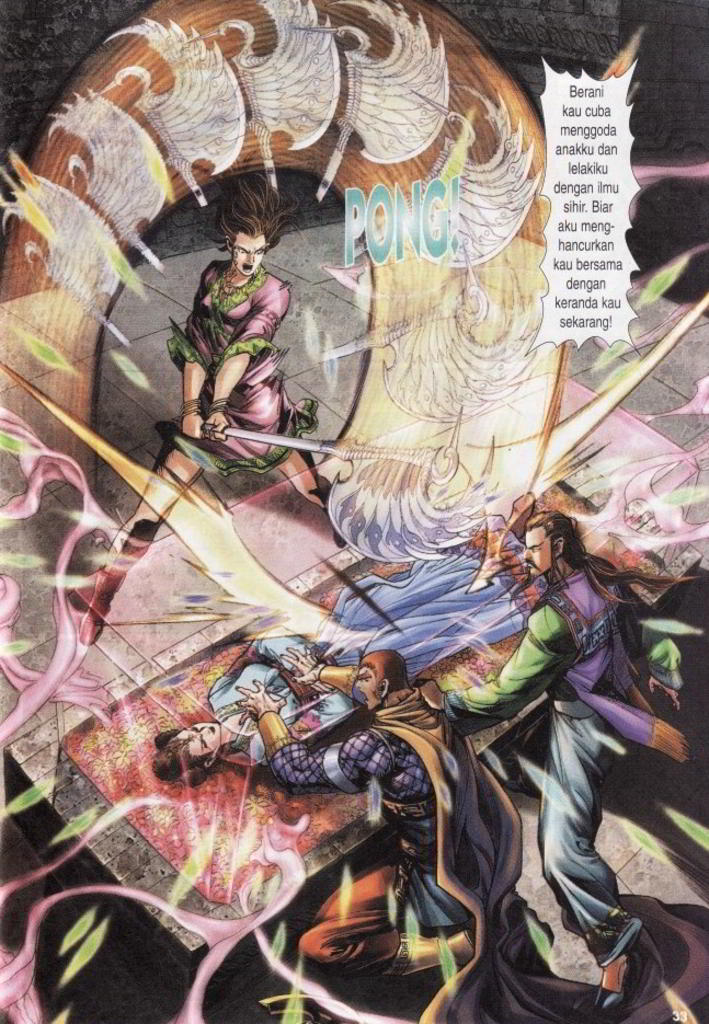 Berani
kau cuba
menggoda
anakku dan
lelakiku
dengan ilmu
sihir. Biar
aku meng-
hancurkan
kau bersama
dengan
keranda kau
sekarang!
PONG!
33